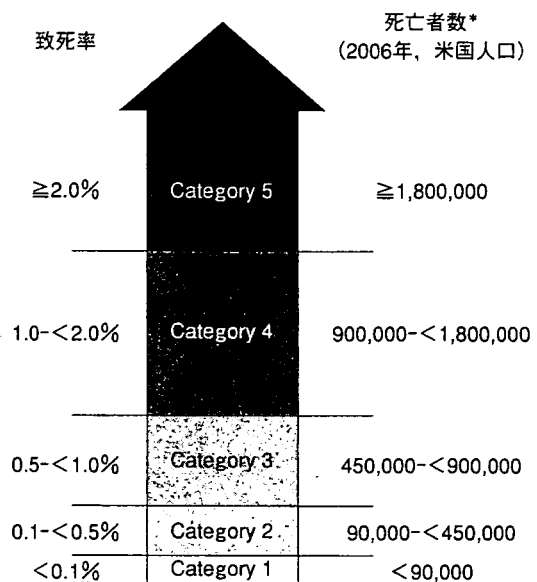 致死率
死亡者数*
(2006年, 米国人口)
≧2.0% Category 5 ≧1,800,000
1.0-<2.0% Category 4 900,000-<1,800,000
0.5-<1.0% Category 3 450,000-<900,000
0.1-<0.5% Category 2 90,000-<450,000
<0.1% Category 1 <90,000